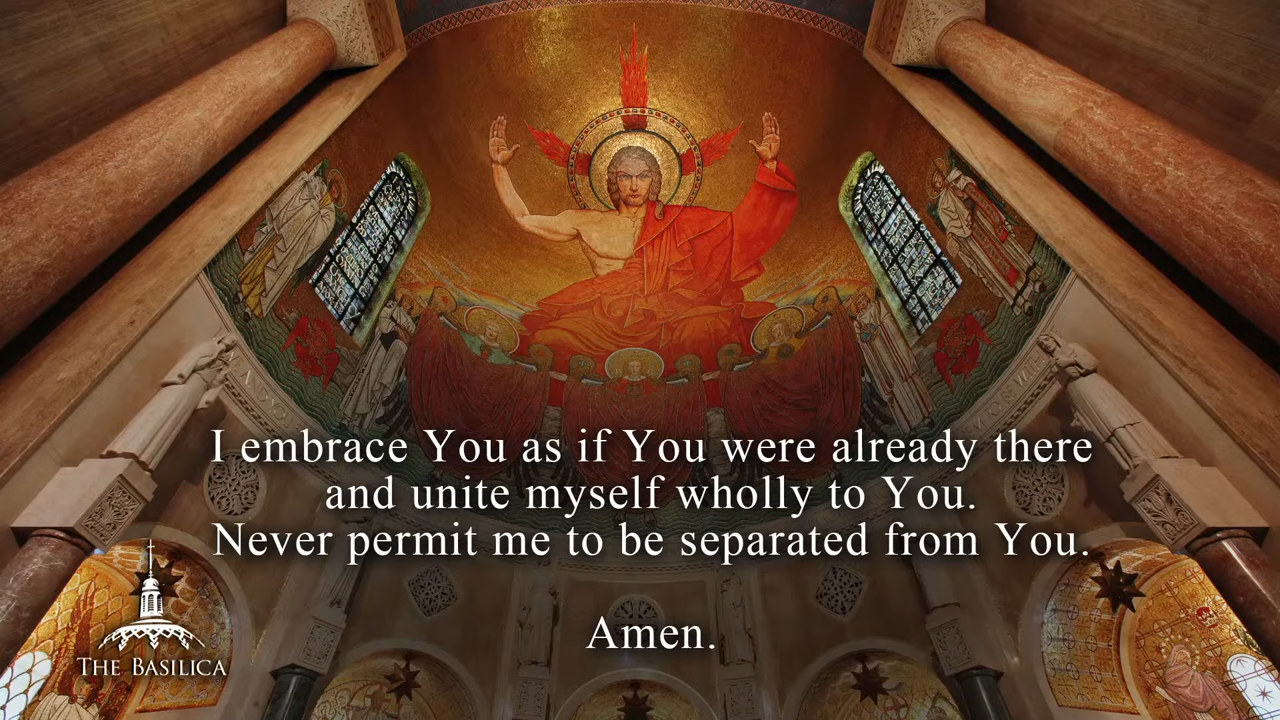 I embrace You as if You were already there
and unite myself wholly to You.
Never permit me to be separated from You.
Amen.
THE BASILICA